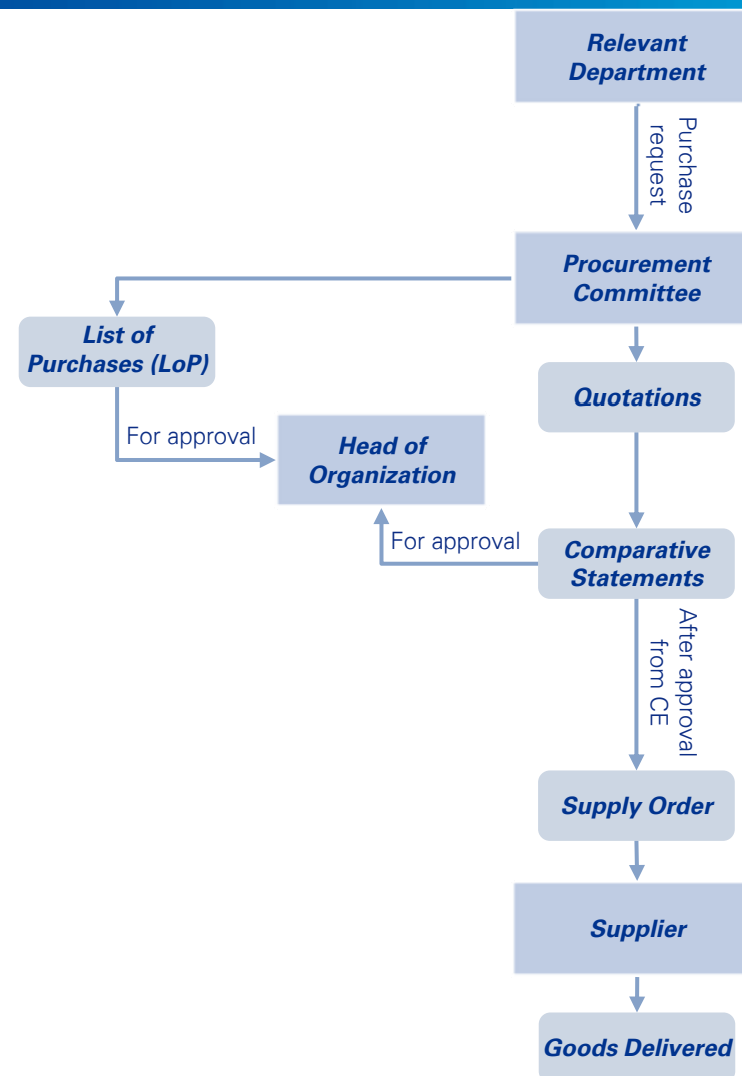 Relevant
Department
Purchase
request
Procurement
Committee
List of
Purchases (LoP)
Quotations
For approval
Head of
Organization
For approval
Comparative
Statements
After approval
from CE
Supply Order
Supplier
Goods Delivered